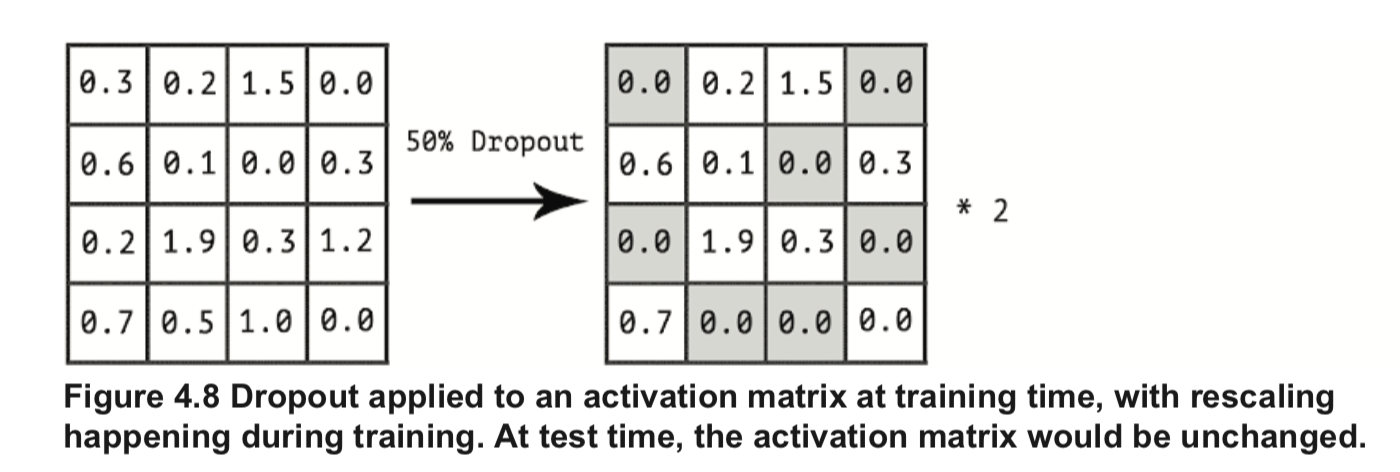 0.3 0.2 1.5 0.0 0.0 0.2 1.5 0.0
50% Dropout
0.6 0.1 0.0 0.3 0.6 0.1 0.0 0.3
* 2
0.2 1.9 0.3 1.2 0.0 1.9 0.3 0.0
0.7 0.5 1.0 0.0 0.7 0.0 0.0 0.0
Figure 4.8 Dropout applied to an activation matrix at training time, with rescaling
happening during training. At test time, the activation matrix would be unchanged.